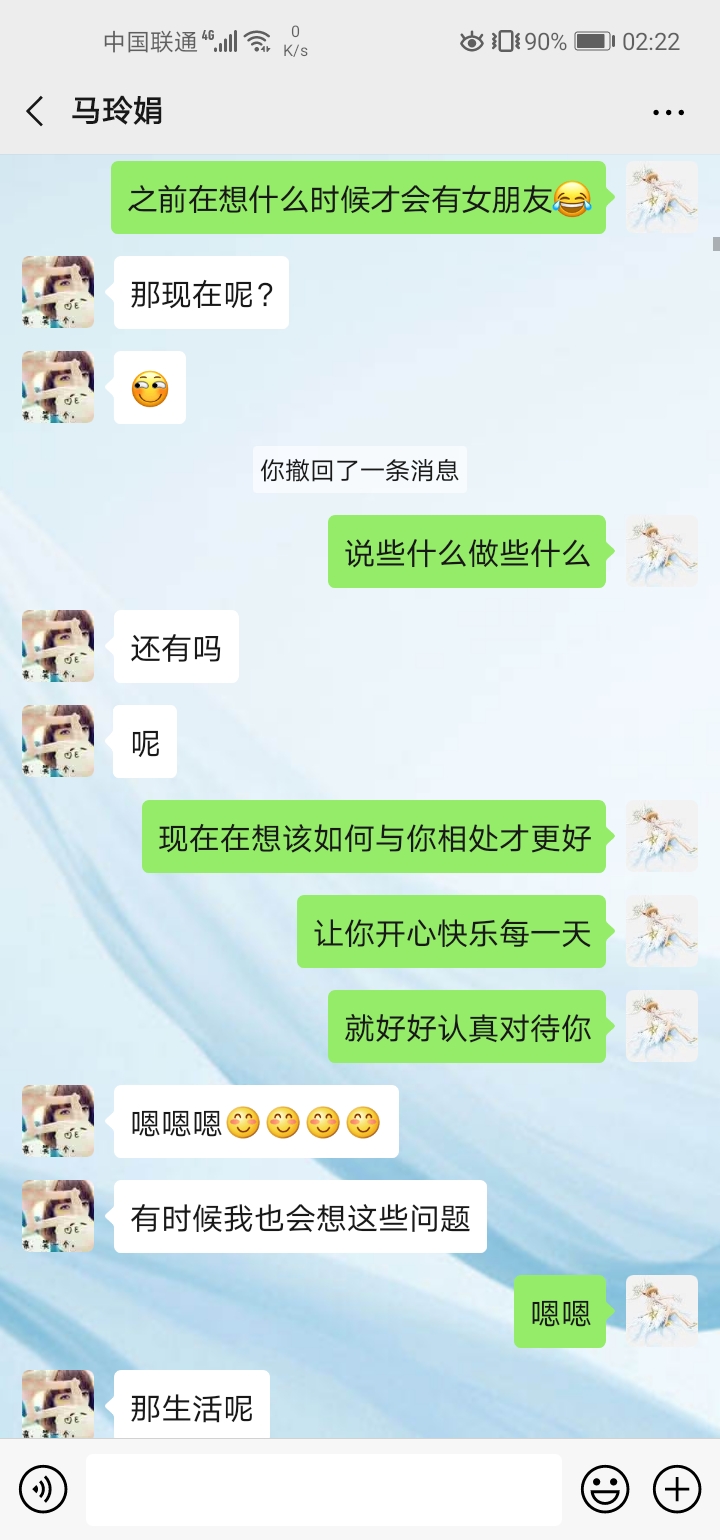 中国联通 4G 0 K/s 90% 02:22
马玲娟
之前在想什么时候才会有女朋友😂
那现在呢?
你撤回了一条消息
说些什么做些什么
还有吗
呢
现在在想该如何与你相处才更好
让你开心快乐每一天
就好好认真对待你
嗯嗯嗯😊😊😊😊
有时候我也会想这些问题
嗯嗯
那生活呢